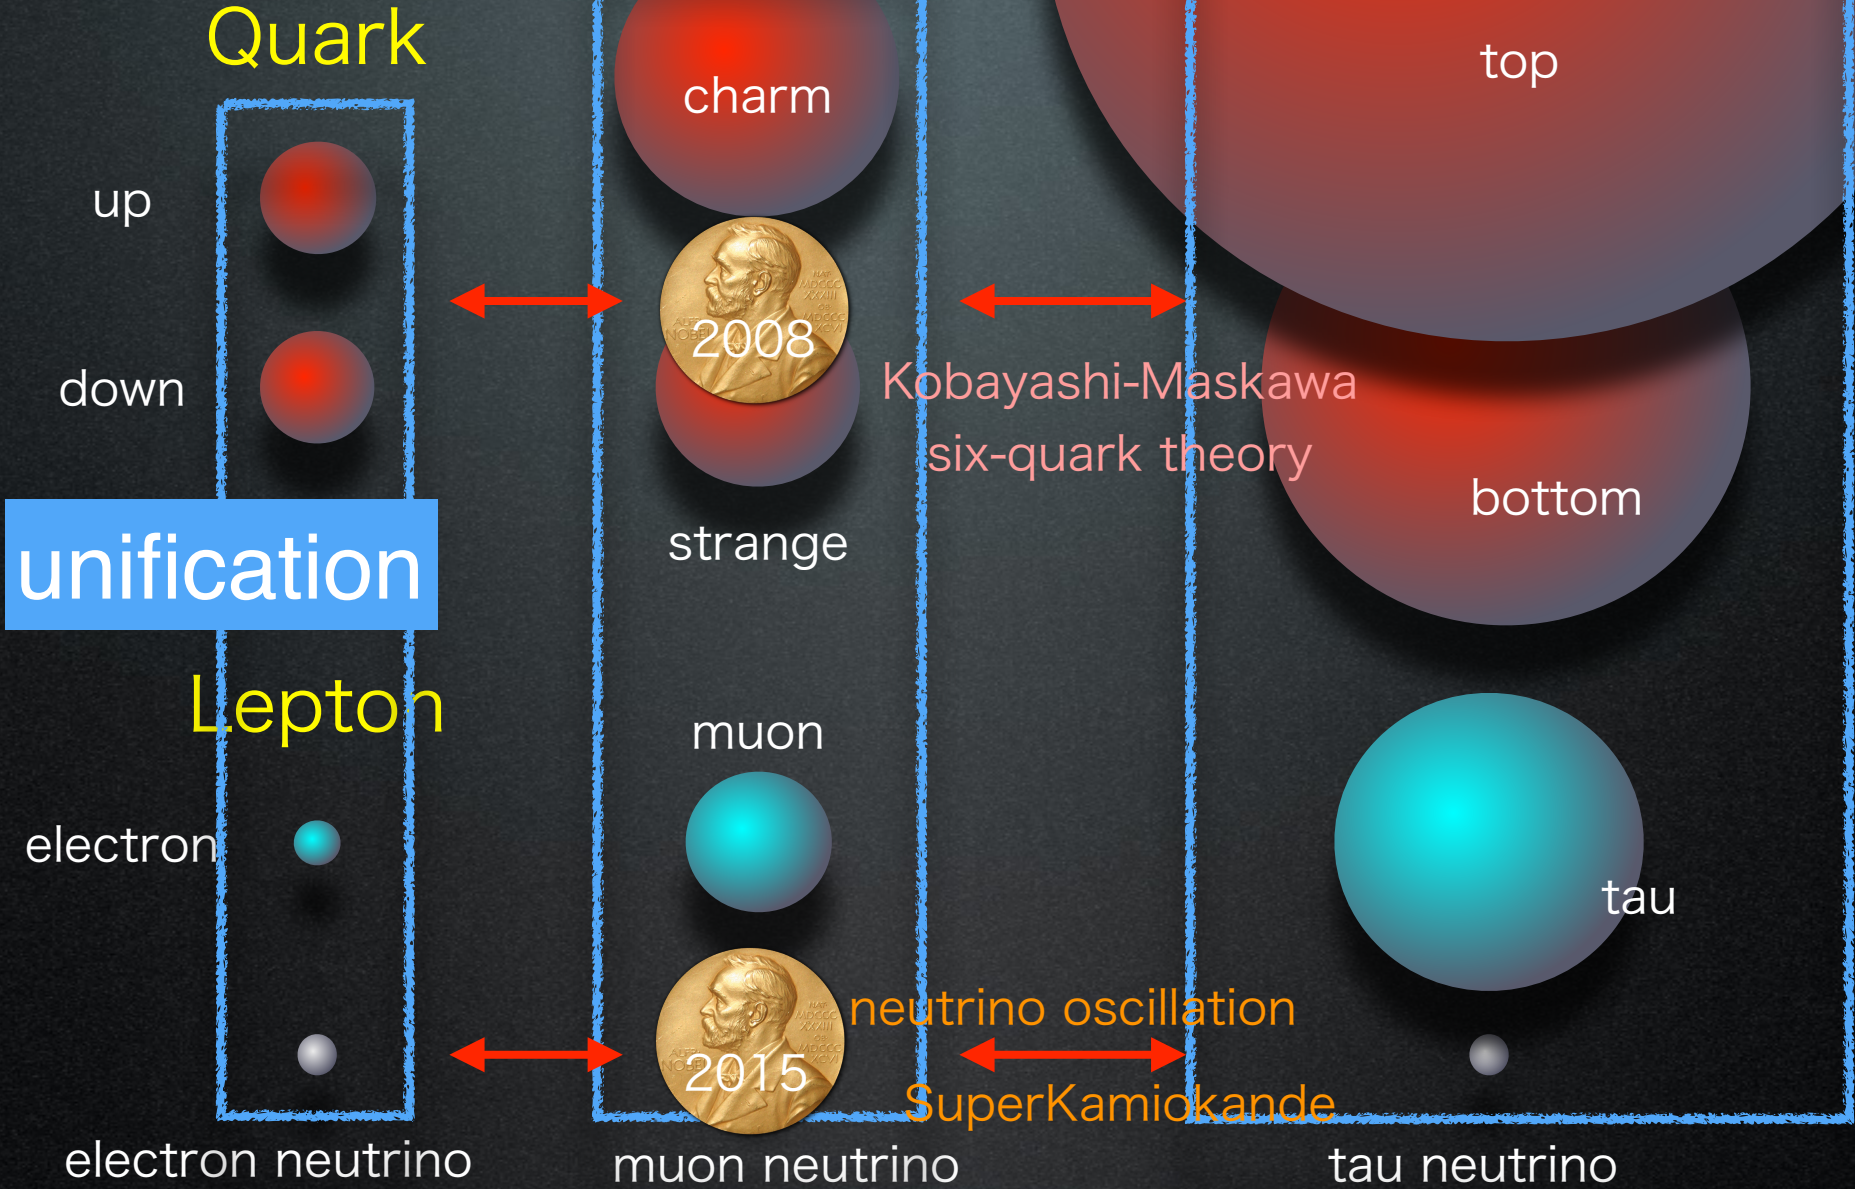 Quark
top
charm
up
2008
down
Kobayashi-Maskawa
six-quark theory
bottom
strange
unification
Lepton
muon
electron
tau
neutrino oscillation
2015
SuperKamiokande
electron neutrino
muon neutrino
tau neutrino